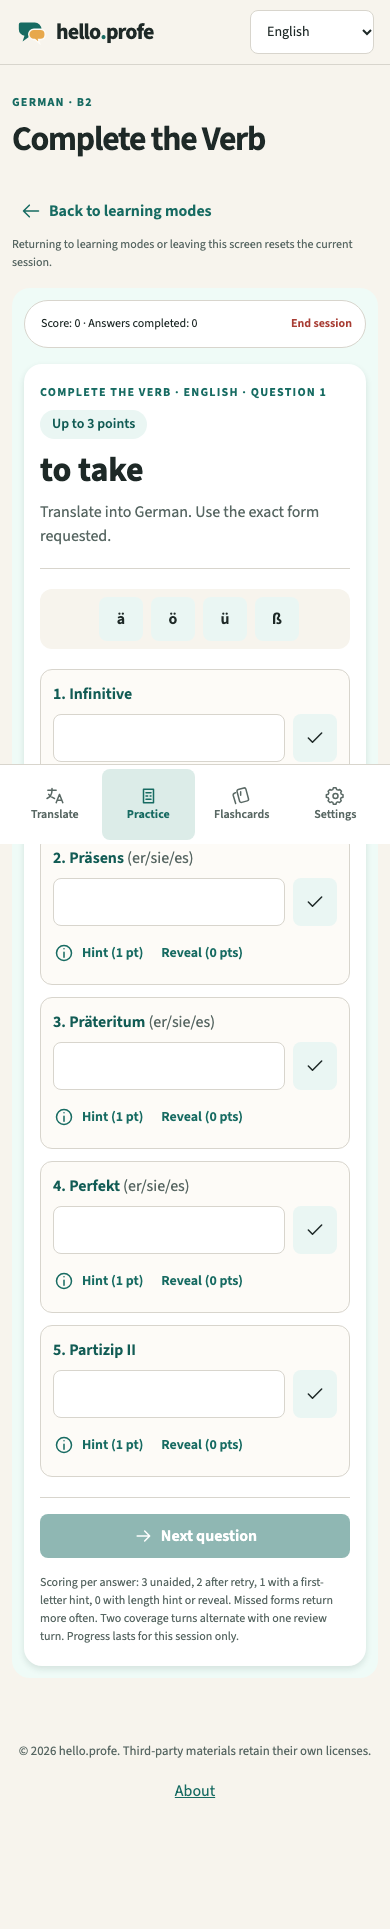 hello.profe
English
GERMAN · B2
Complete the Verb
Back to learning modes
Returning to learning modes or leaving this screen resets the current
session.
Score: 0 · Answers completed: 0
End session
COMPLETE THE VERB · ENGLISH · QUESTION 1
Up to 3 points
to take
Translate into German. Use the exact form
requested.
ä ö ü ß
1. Infinitive
Translate
Practice
Flashcards
Settings
2. Präsens (er/sie/es)
Hint (1 pt) Reveal (0 pts)
3. Präteritum (er/sie/es)
Hint (1 pt) Reveal (0 pts)
4. Perfekt (er/sie/es)
Hint (1 pt) Reveal (0 pts)
5. Partizip II
Hint (1 pt) Reveal (0 pts)
Next question
Scoring per answer: 3 unaided, 2 after retry, 1 with a first-
letter hint, 0 with length hint or reveal. Missed forms return
more often. Two coverage turns alternate with one review
turn. Progress lasts for this session only.
© 2026 hello.profe. Third-party materials retain their own licenses.
About